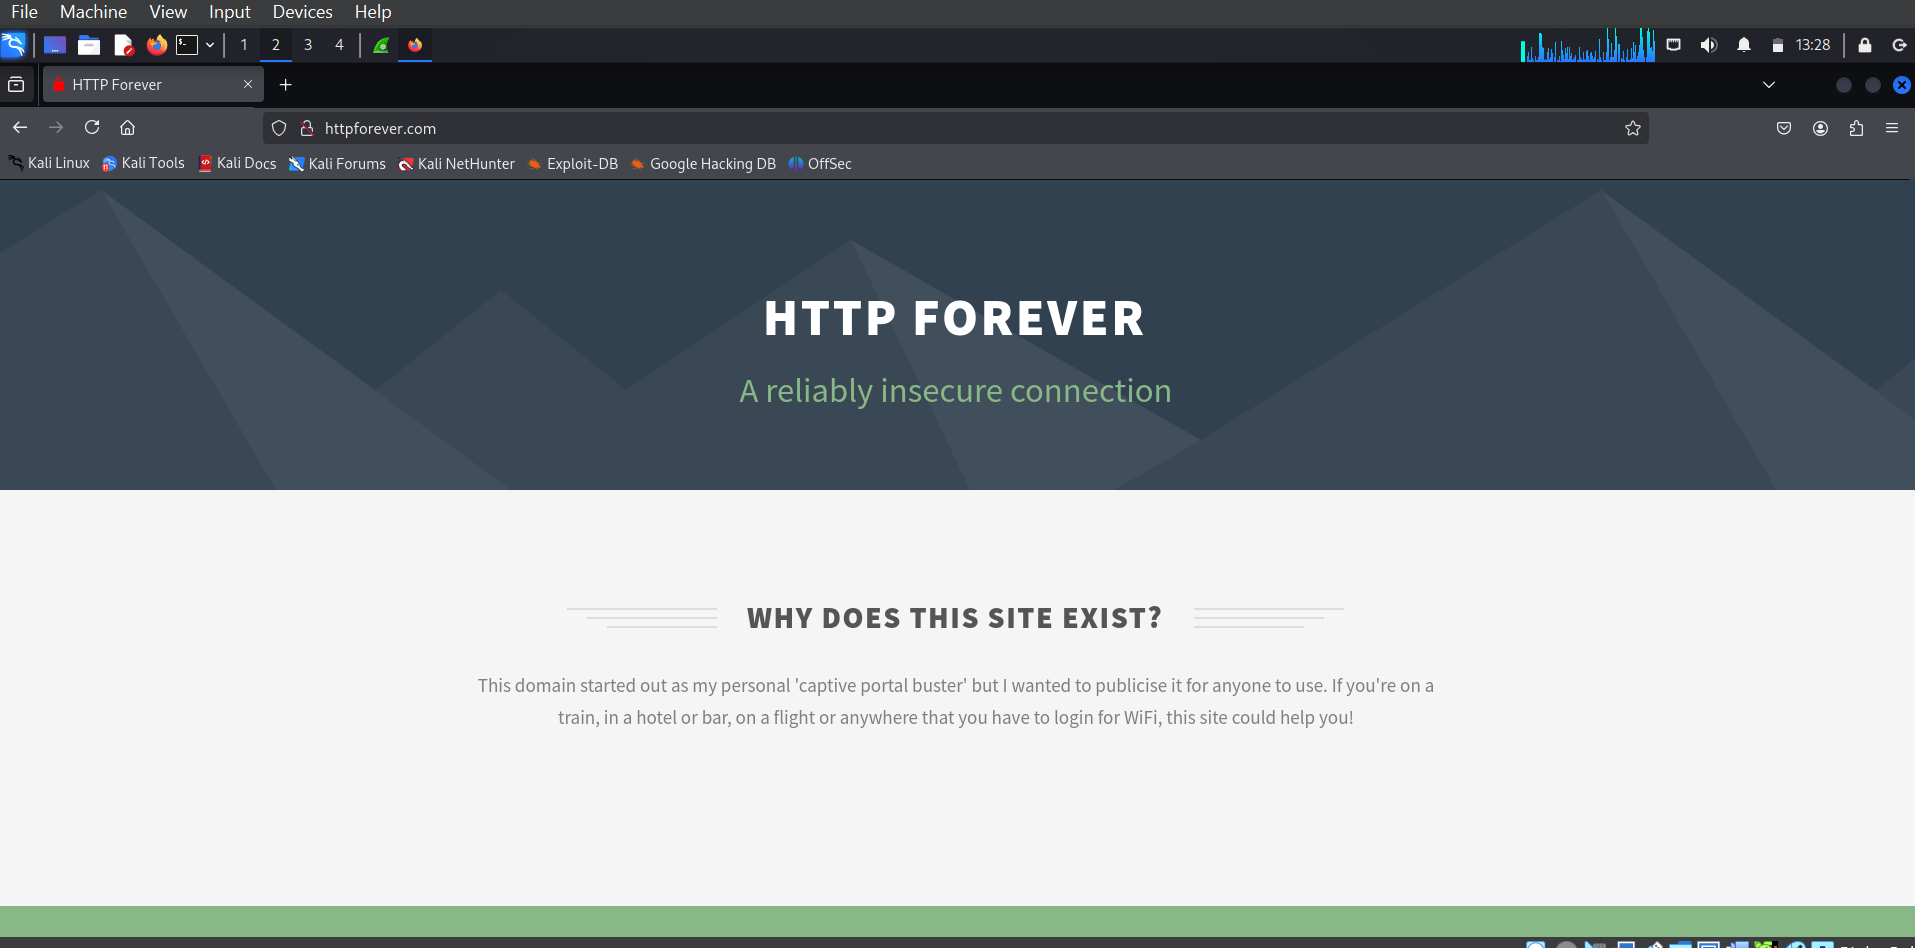 File Machine View Input Devices Help
1 2 3 4 13:28
HTTP Forever
httpforever.com
Kali Linux Kali Tools Kali Docs Kali Forums Kali NetHunter Exploit-DB Google Hacking DB OffSec
HTTP FOREVER
A reliably insecure connection
WHY DOES THIS SITE EXIST?
This domain started out as my personal 'captive portal buster' but I wanted to publicise it for anyone to use. If you're on a
train, in a hotel or bar, on a flight or anywhere that you have to login for WiFi, this site could help you!